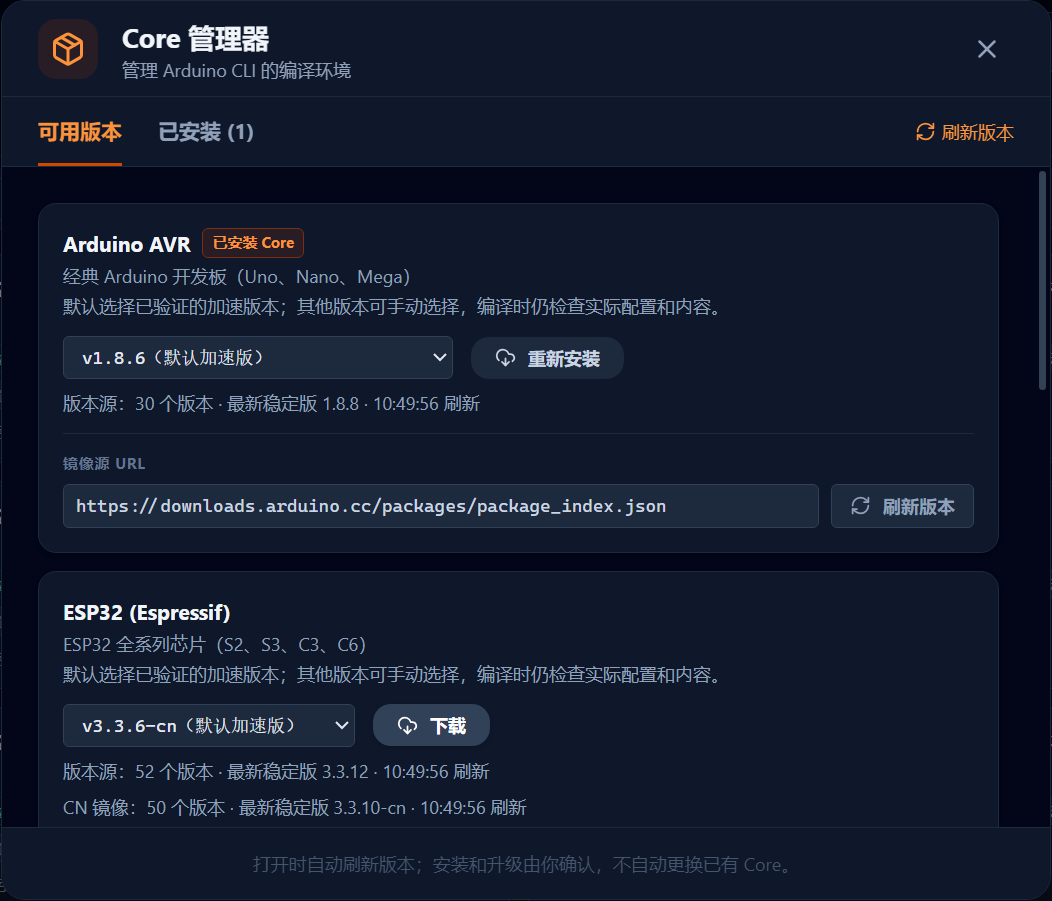 Core 管理器
管理 Arduino CLI 的编译环境
可用版本 已安装 (1) 刷新版本
Arduino AVR 已安装 Core
经典 Arduino 开发板（Uno、Nano、Mega）
默认选择已验证的加速版本；其他版本可手动选择，编译时仍检查实际配置和内容。
v1.8.6（默认加速版） 重新安装
版本源：30 个版本 · 最新稳定版 1.8.8 · 10:49:56 刷新
镜像源 URL
https://downloads.arduino.cc/packages/package_index.json 刷新版本
ESP32 (Espressif)
ESP32 全系列芯片（S2、S3、C3、C6）
默认选择已验证的加速版本；其他版本可手动选择，编译时仍检查实际配置和内容。
v3.3.6-cn（默认加速版） 下载
版本源：52 个版本 · 最新稳定版 3.3.12 · 10:49:56 刷新
CN 镜像：50 个版本 · 最新稳定版 3.3.10-cn · 10:49:56 刷新
打开时自动刷新版本；安装和升级由你确认，不自动更换已有 Core。